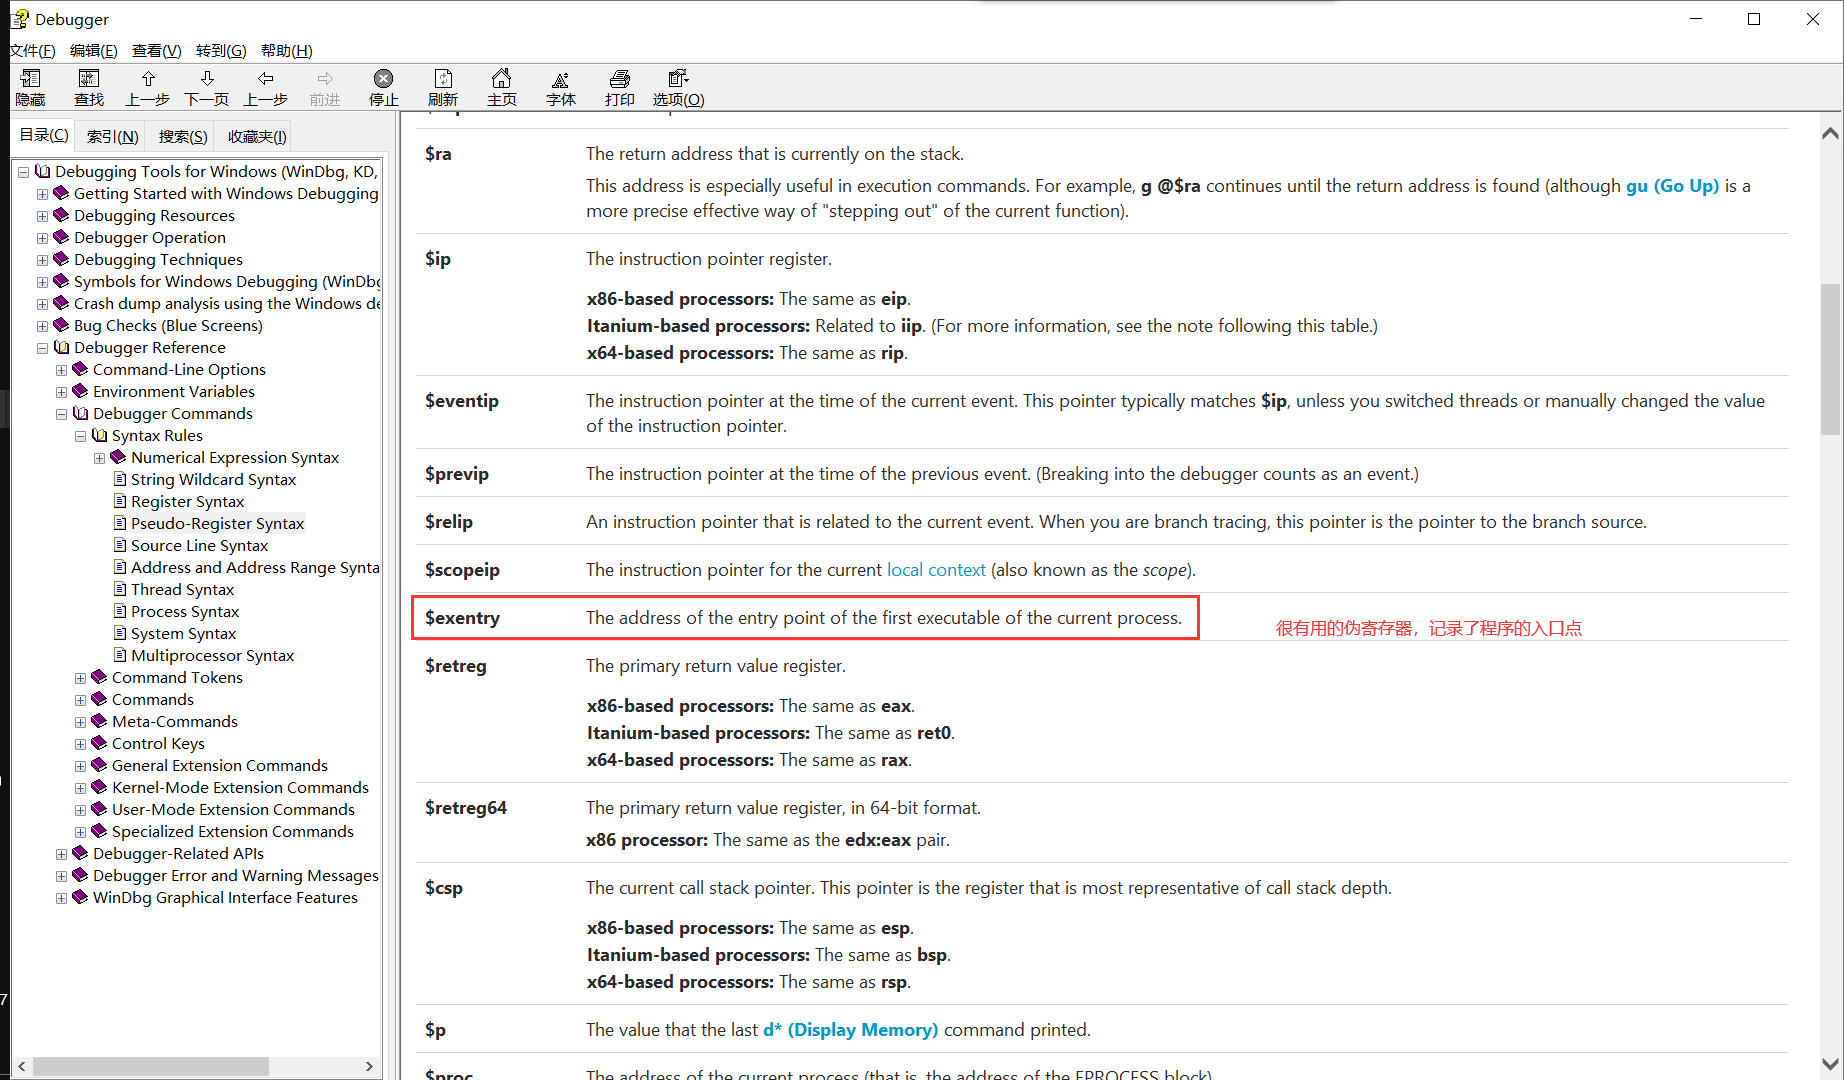 Debugger
文件(F) 编辑(E) 查看(V) 转到(G) 帮助(H)
隐藏 查找 上一步 下一页 上一步 前进 停止 刷新 主页 字体 打印 选项(O)
目录(C) 索引(N) 搜索(S) 收藏夹(I)
Debugging Tools for Windows (WinDbg, KD,
Getting Started with Windows Debugging
Debugging Resources
Debugger Operation
Debugging Techniques
Symbols for Windows Debugging (WinDbg
Crash dump analysis using the Windows de
Bug Checks (Blue Screens)
Debugger Reference
Command-Line Options
Environment Variables
Debugger Commands
Syntax Rules
Numerical Expression Syntax
String Wildcard Syntax
Register Syntax
Pseudo-Register Syntax
Source Line Syntax
Address and Address Range Synta
Thread Syntax
Process Syntax
System Syntax
Multiprocessor Syntax
Command Tokens
Commands
Meta-Commands
Control Keys
General Extension Commands
Kernel-Mode Extension Commands
User-Mode Extension Commands
Specialized Extension Commands
Debugger-Related APIs
Debugger Error and Warning Messages
WinDbg Graphical Interface Features
$ra The return address that is currently on the stack.
This address is especially useful in execution commands. For example, g @$ra continues until the return address is found (although gu (Go Up) is a
more precise effective way of "stepping out" of the current function).
$ip The instruction pointer register.
x86-based processors: The same as eip.
Itanium-based processors: Related to iip. (For more information, see the note following this table.)
x64-based processors: The same as rip.
$eventip The instruction pointer at the time of the current event. This pointer typically matches $ip, unless you switched threads or manually changed the value
of the instruction pointer.
$previp The instruction pointer at the time of the previous event. (Breaking into the debugger counts as an event.)
$relip An instruction pointer that is related to the current event. When you are branch tracing, this pointer is the pointer to the branch source.
$scopeip The instruction pointer for the current local context (also known as the scope).
$exentry The address of the entry point of the first executable of the current process.
很有用的伪寄存器，记录了程序的入口点
$retreg The primary return value register.
x86-based processors: The same as eax.
Itanium-based processors: The same as ret0.
x64-based processors: The same as rax.
$retreg64 The primary return value register, in 64-bit format.
x86 processor: The same as the edx:eax pair.
$csp The current call stack pointer. This pointer is the register that is most representative of call stack depth.
x86-based processors: The same as esp.
Itanium-based processors: The same as bsp.
x64-based processors: The same as rsp.
$p The value that the last d* (Display Memory) command printed.
$proc The address of the current process (that is, the address of the EPROCESS block).
7